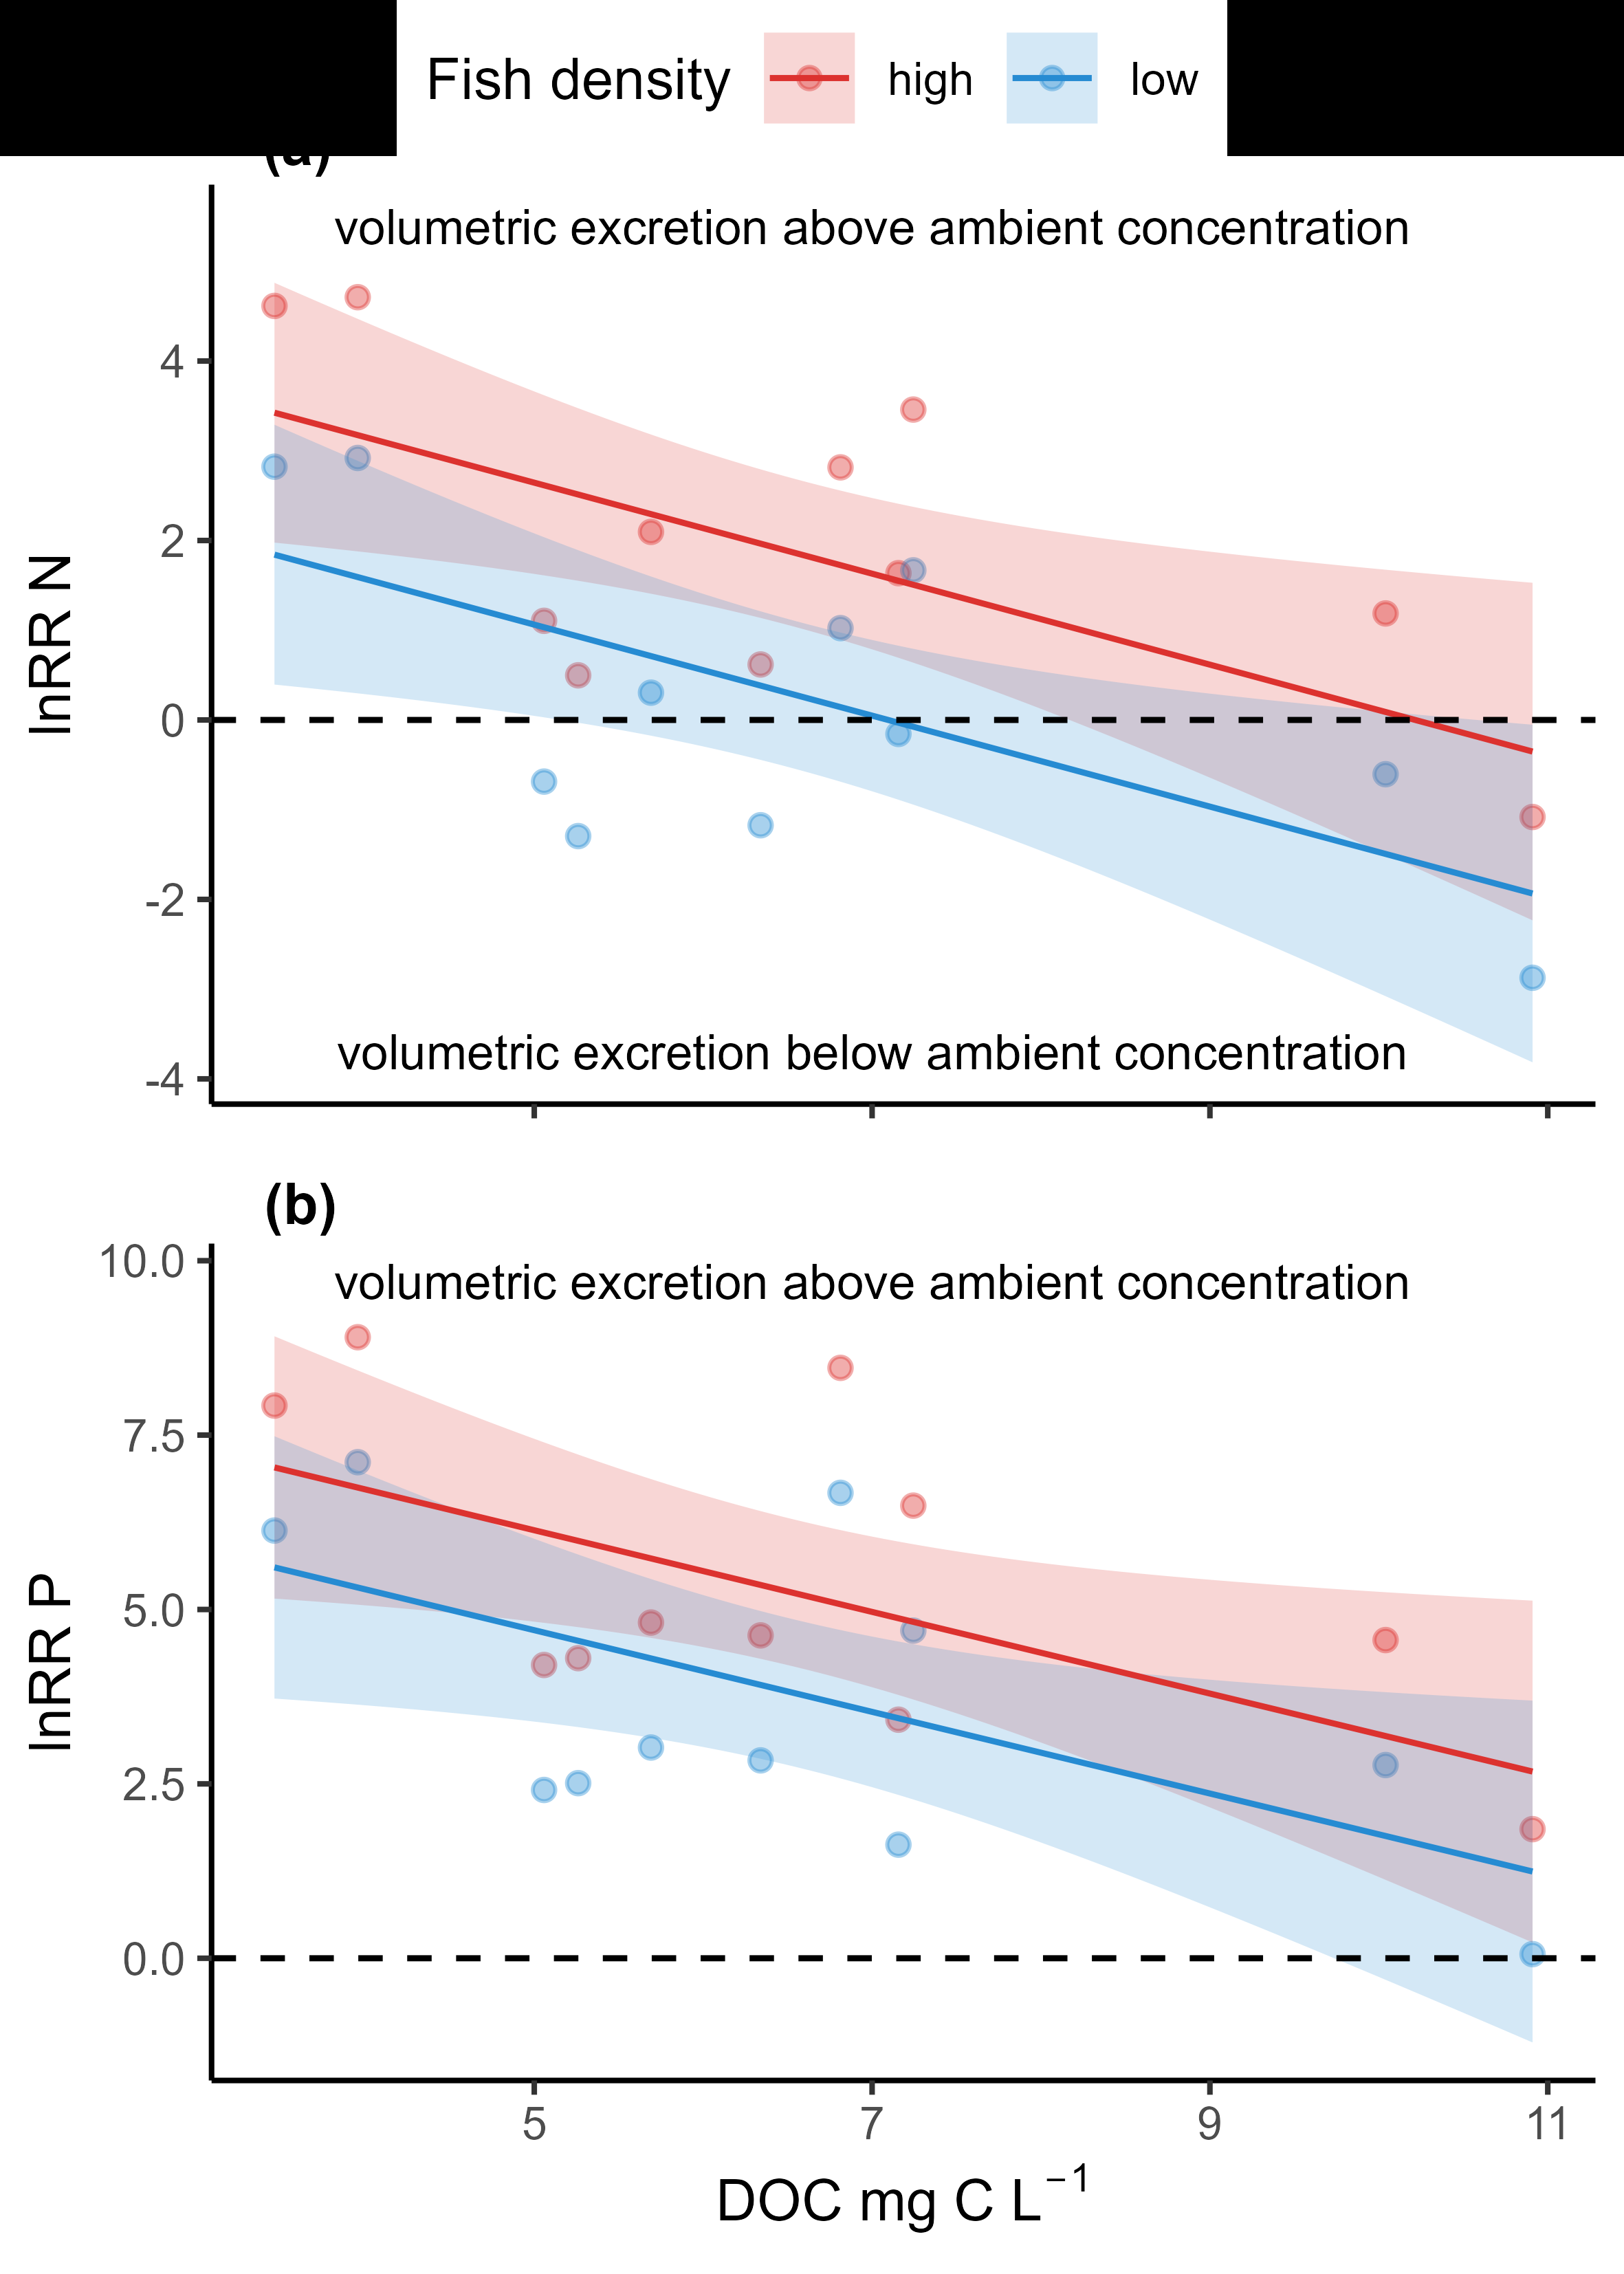 Fish density high low
(a)
volumetric excretion above ambient concentration
4
2
0
-2
-4
lnRR N
volumetric excretion below ambient concentration
(b)
volumetric excretion above ambient concentration
10.0
7.5
5.0
2.5
0.0
lnRR P
5 7 9 11
DOC mg C L⁻¹